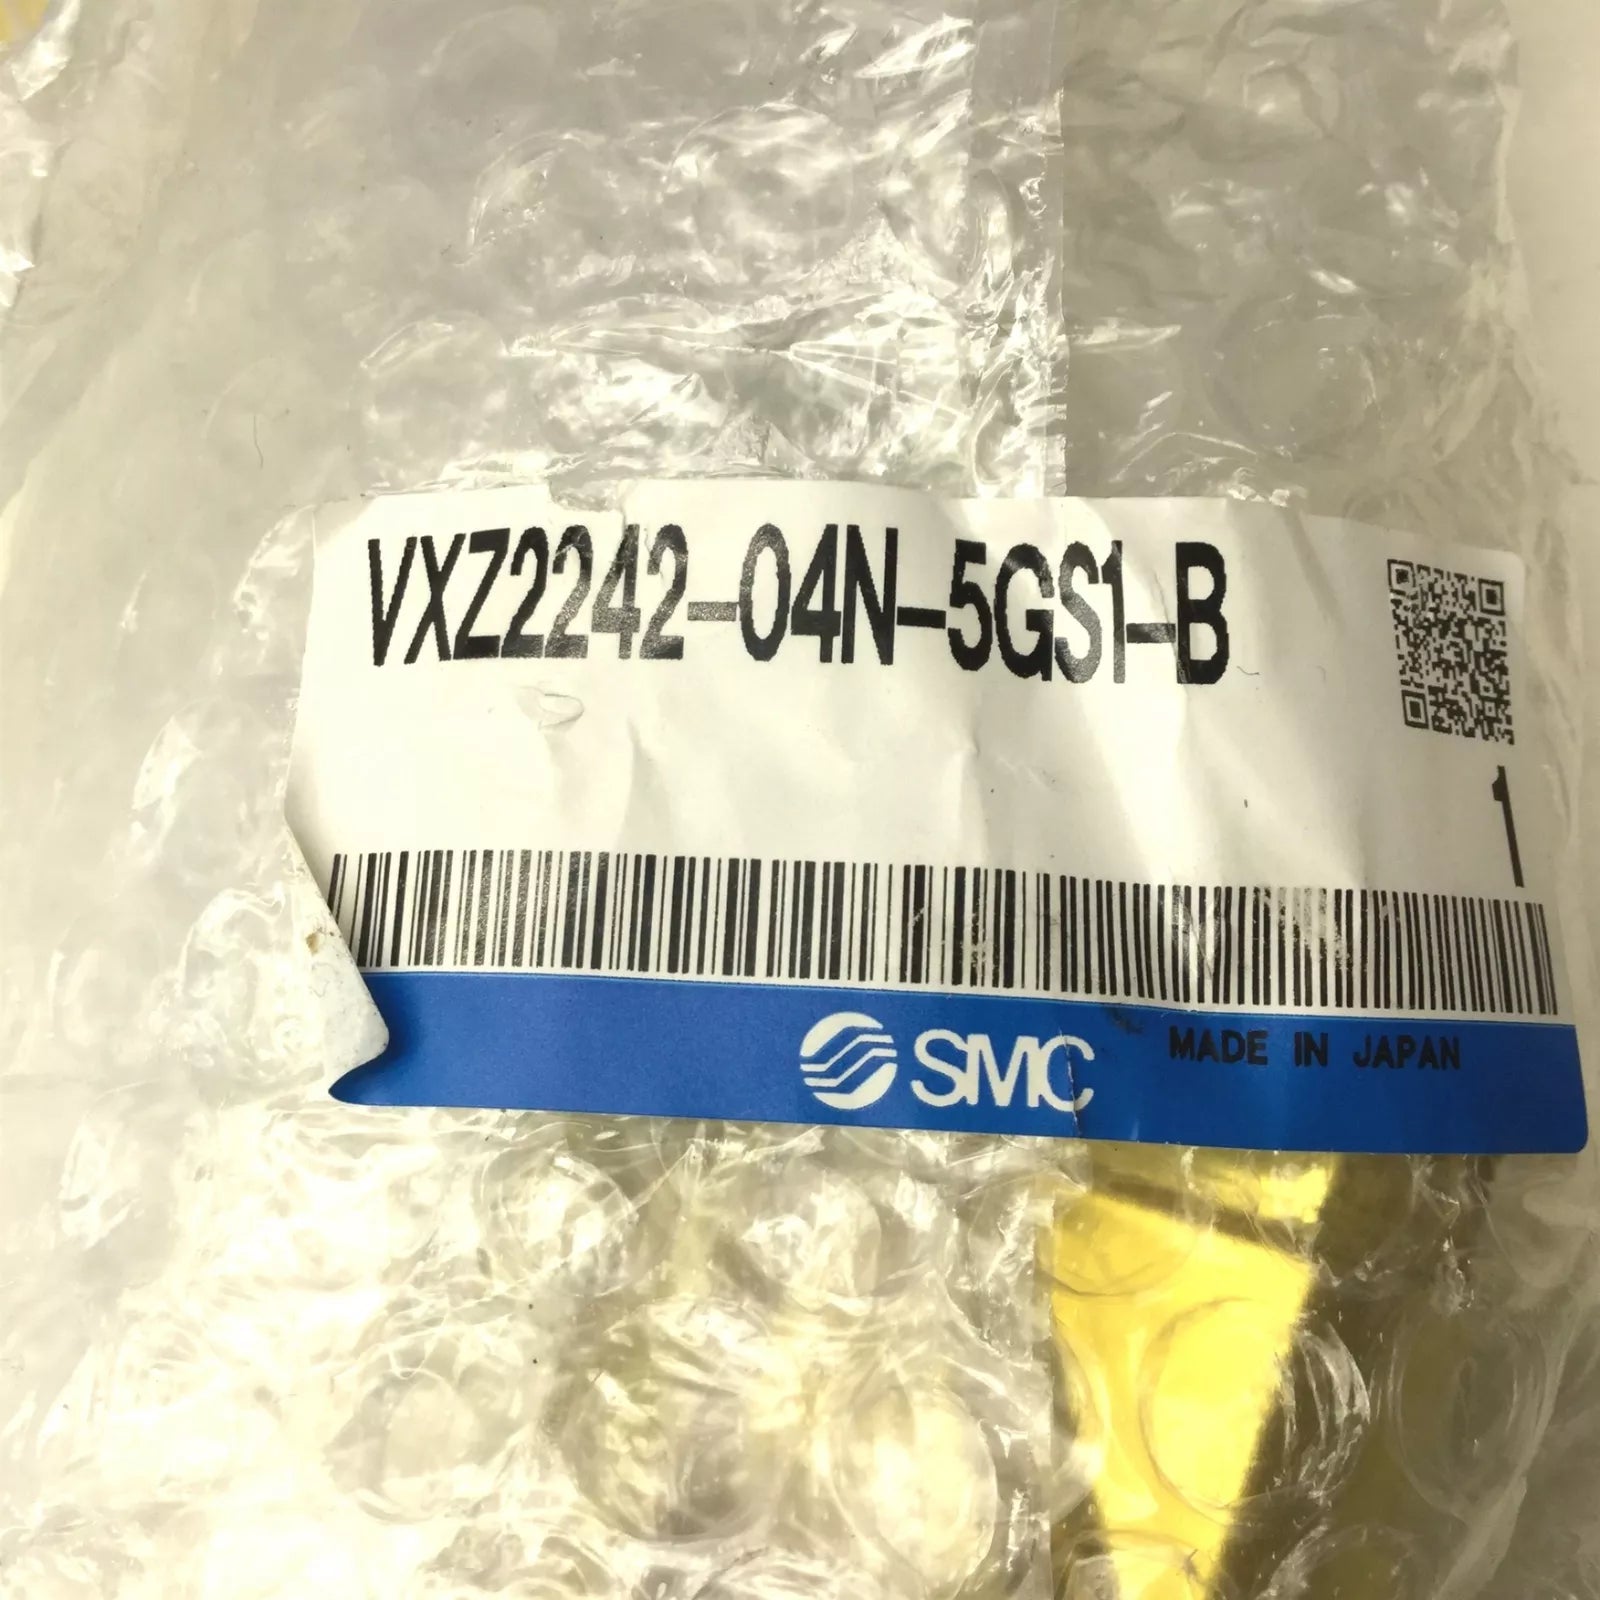 VXZ2242-04N-5GS1-B
1
SMC MADE IN JAPAN